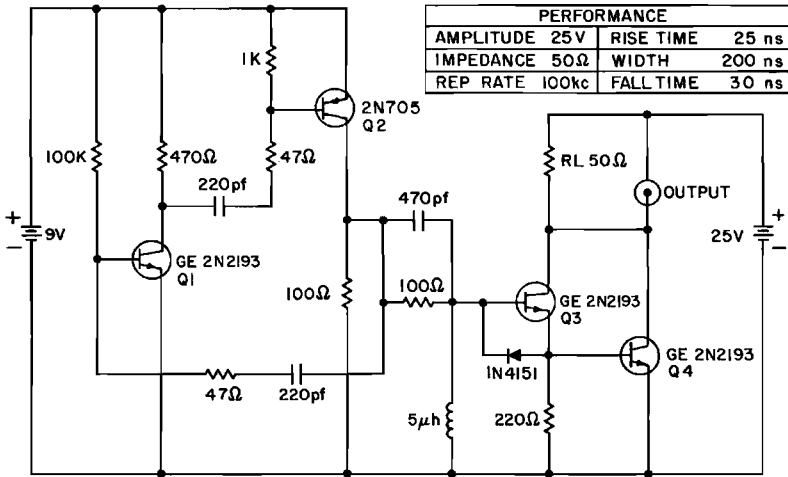 PERFORMANCE
AMPLITUDE 25V RISE TIME 25 ns
IMPEDANCE 50Ω WIDTH 200 ns
REP RATE 100kc FALL TIME 30 ns
1K
2N705
Q2
100K
470Ω
47Ω
220pf
470pf
RL 50Ω
OUTPUT
+
-
9V
+
-
25V
GE 2N2193
Q1
100Ω
100Ω
GE 2N2193
Q3
1N4151
GE 2N2193
Q4
47Ω
220pf
5μh
220Ω